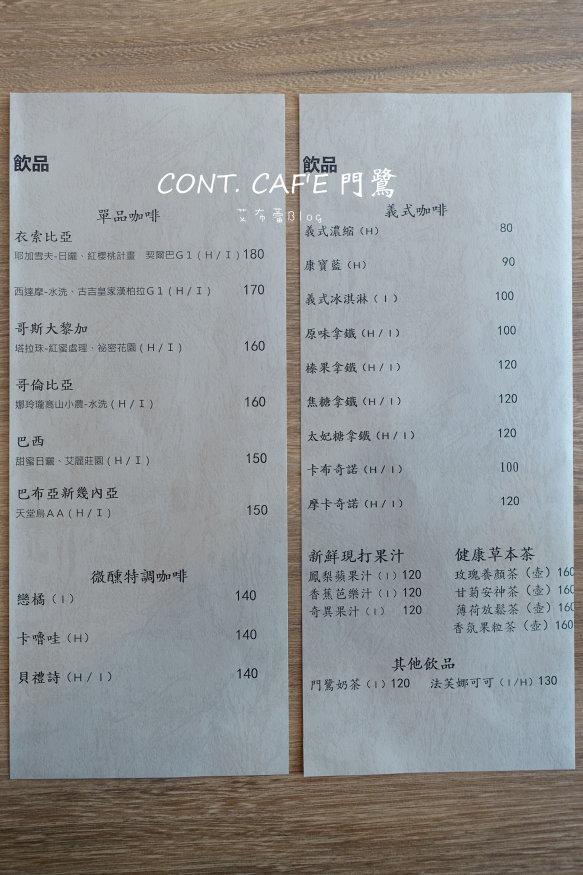 CONT. CAF'E 門鷺
艾布蕾Blog
飲品
單品咖啡
衣索比亞
耶加雪夫-日曬、紅櫻桃計畫 契爾巴G1(H/I)180
西達摩-水洗、古吉皇家漢柏拉G1(H/I) 170
哥斯大黎加
塔拉珠-紅蜜處理、祕密花園(H/I) 160
哥倫比亞
娜玲瓏高山小農-水洗(H/I) 160
巴西
甜蜜日曬、艾麗莊園(H/I) 150
巴布亞新幾內亞
天堂鳥AA(H/I) 150
微醺特調咖啡
戀橘(I) 140
卡嚕哇(H) 140
貝禮詩(H/I) 140
飲品
義式咖啡
義式濃縮(H) 80
康寶藍(H) 90
義式冰淇淋(I) 100
原味拿鐵(H/I) 100
榛果拿鐵(H/I) 120
焦糖拿鐵(H/I) 120
太妃糖拿鐵(H/I) 120
卡布奇諾(H/I) 100
摩卡奇諾(H/I) 120
新鮮現打果汁
鳳梨蘋果汁(I)120
香蕉芭樂汁(I)120
奇異果汁(I) 120
健康草本茶
玫瑰養顏茶(壺)160
甘菊安神茶(壺)160
薄荷放鬆茶(壺)160
香氛果粒茶(壺)160
其他飲品
門鷺奶茶(I)120 法芙娜可可(I/H)130